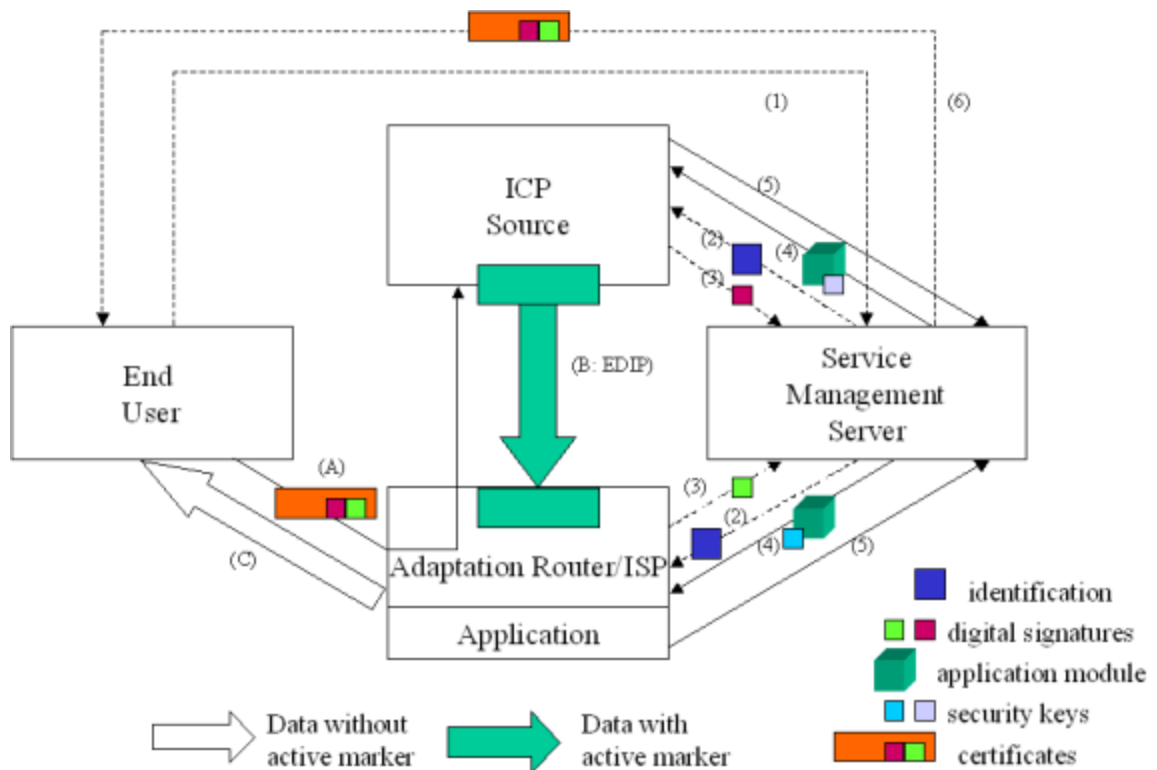 (1)
(6)
ICP
Source
(5)
(2)
(4)
(3)
End
User
(B: EDIP)
Service
Management
Server
(A)
(3)
(2)
(C)
(4)
(5)
Adaptation Router/ISP
Application
identification
digital signatures
application module
security keys
certificates
Data without
active marker
Data with
active marker